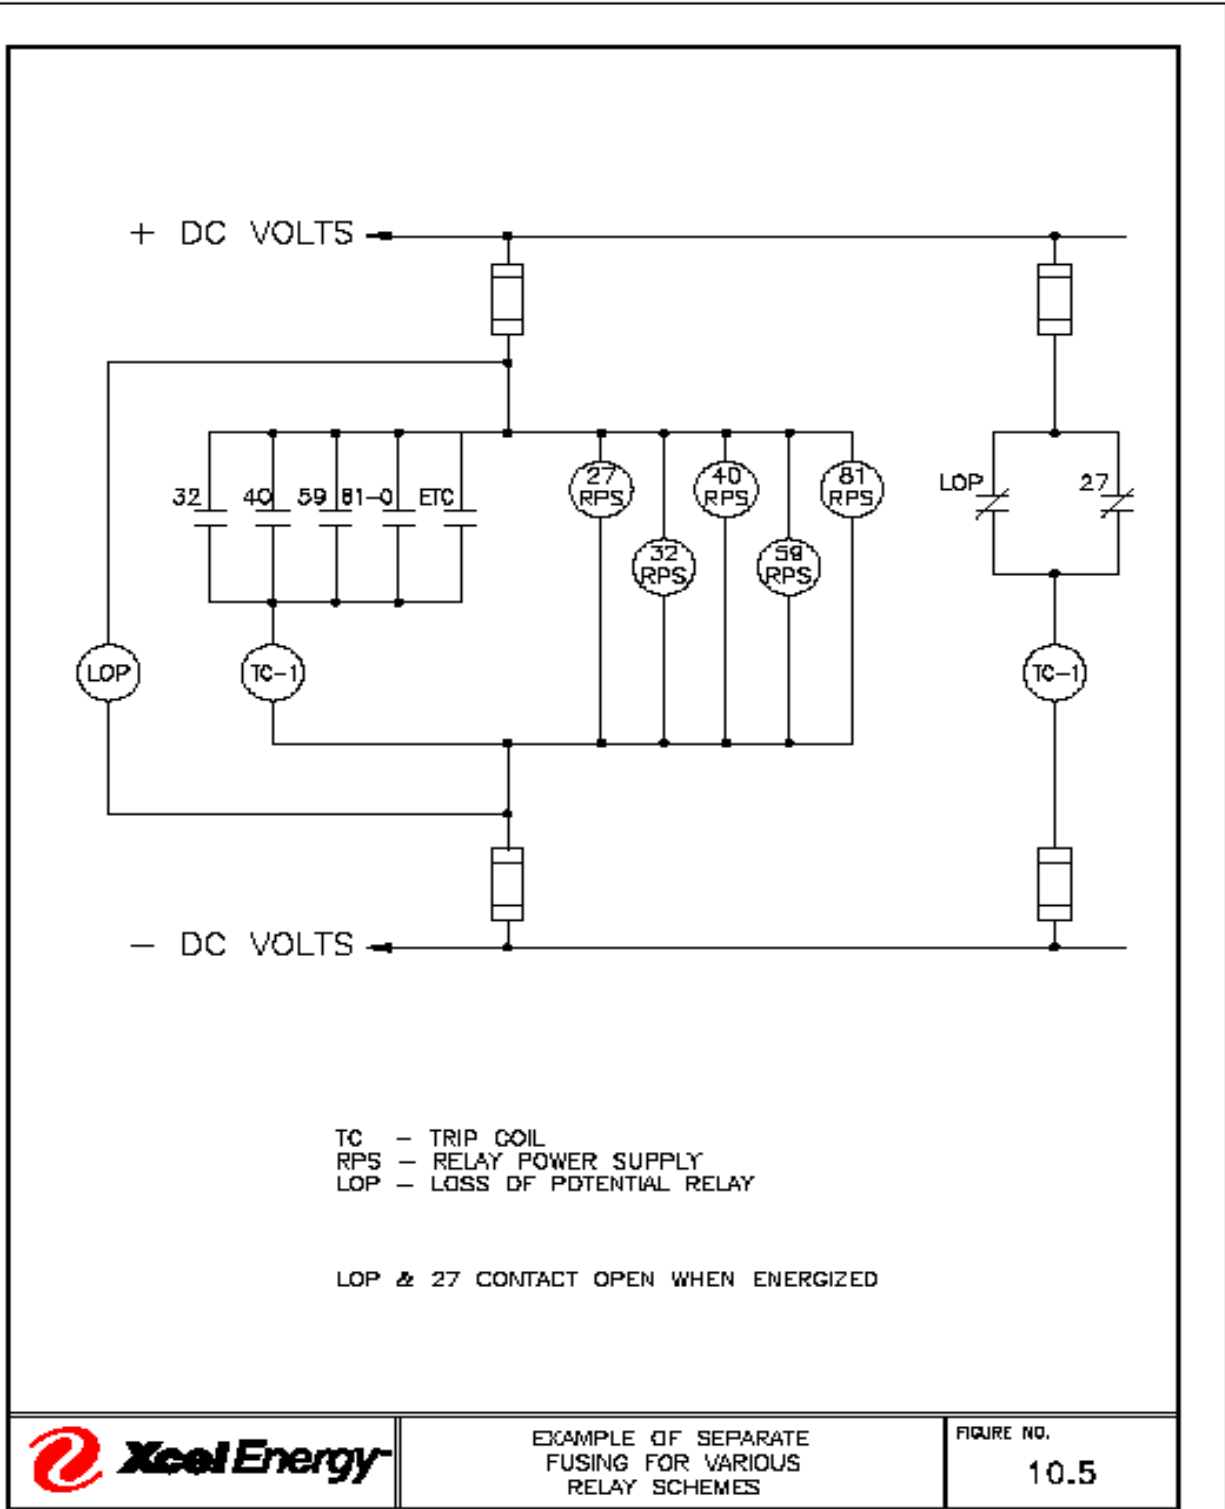 + DC VOLTS
32
40
59
81-O
ETC
27
RPS
32
RPS
40
RPS
59
RPS
81
RPS
LOP
27
LOP
TC-1
TC-1
- DC VOLTS
TC - TRIP COIL
RPS - RELAY POWER SUPPLY
LOP - LOSS OF POTENTIAL RELAY
LOP & 27 CONTACT OPEN WHEN ENERGIZED
Xcel Energy
EXAMPLE OF SEPARATE
FUSING FOR VARIOUS
RELAY SCHEMES
FIGURE NO.
10.5